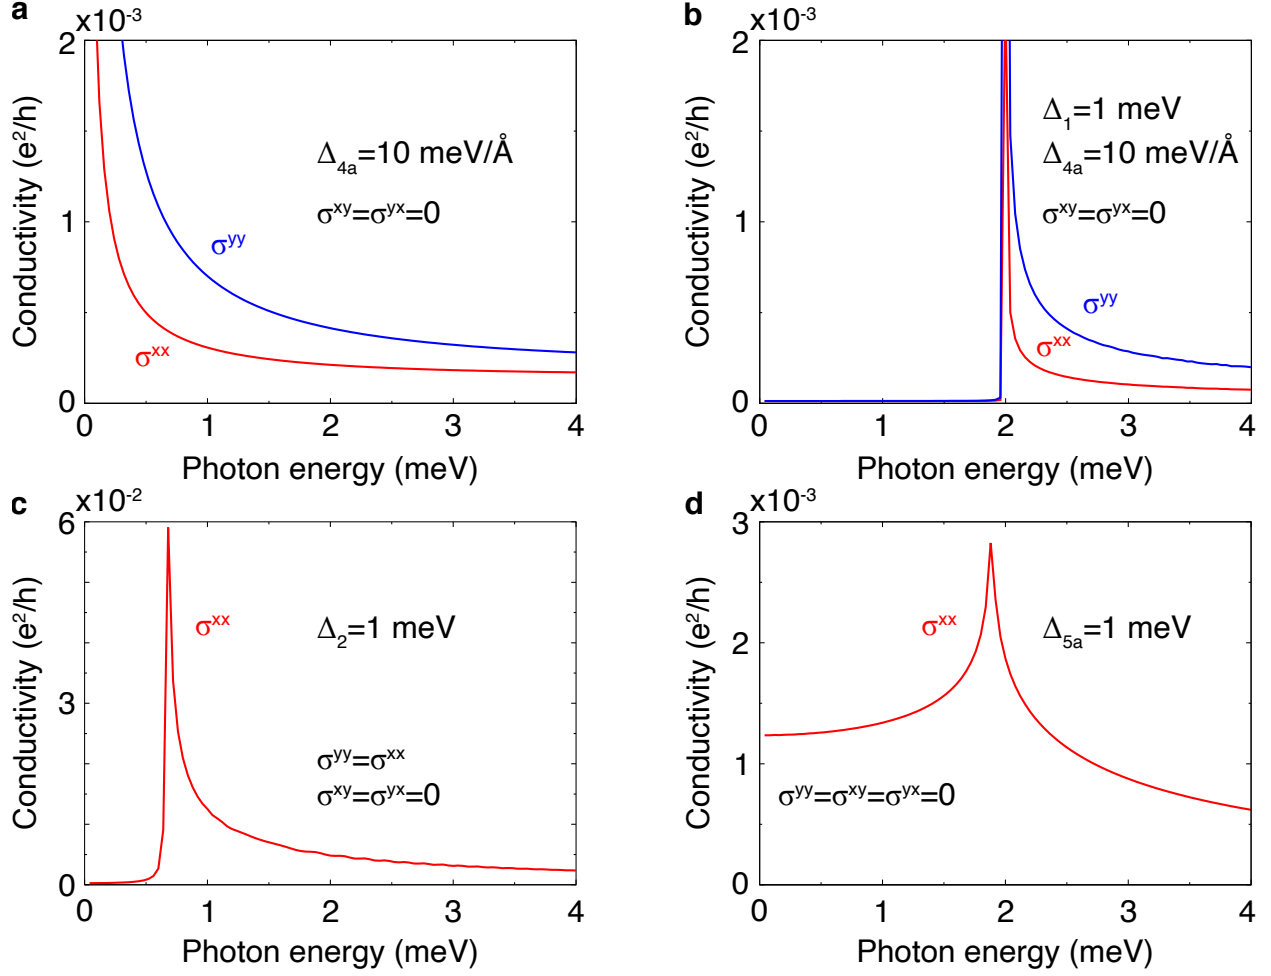 a
x10⁻³
Conductivity (e²/h)
2
1
0
Δ₄ₐ=10 meV/Å
σˣʸ=σʸˣ=0
σʸʸ
σˣˣ
0 1 2 3 4
Photon energy (meV)
b
x10⁻³
Conductivity (e²/h)
2
1
0
Δ₁=1 meV
Δ₄ₐ=10 meV/Å
σˣʸ=σʸˣ=0
σʸʸ
σˣˣ
0 1 2 3 4
Photon energy (meV)
c
x10⁻²
Conductivity (e²/h)
6
3
0
σˣˣ
Δ₂=1 meV
σʸʸ=σˣˣ
σˣʸ=σʸˣ=0
0 1 2 3 4
Photon energy (meV)
d
x10⁻³
Conductivity (e²/h)
3
2
1
0
σˣˣ
Δ₅ₐ=1 meV
σʸʸ=σˣʸ=σʸˣ=0
0 1 2 3 4
Photon energy (meV)